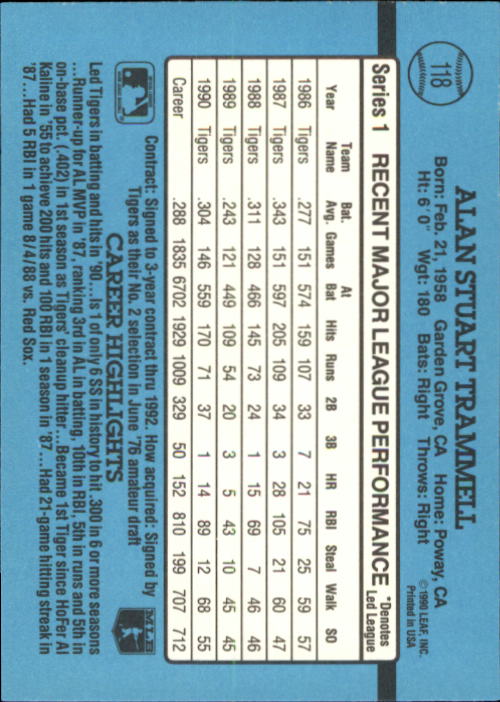 118
ALAN STUART TRAMMELL
Born: Feb. 21, 1958 Garden Grove, CA Home: Poway, CA
Ht: 6' 0" Wgt: 180 Bats: Right Throws: Right
©1990 LEAF, INC.
Printed in USA
Series 1 RECENT MAJOR LEAGUE PERFORMANCE *Denotes Led League
Year Team Name Bat. Avg. Games At Bat Hits Runs 2B 3B HR RBI Steal Walk SO
1986 Tigers .277 151 574 159 107 33 7 21 75 25 59 57
1987 Tigers .343 151 597 205 109 34 3 28 105 21 60 47
1988 Tigers .311 128 466 145 73 24 1 15 69 7 46 46
1989 Tigers .243 121 449 109 54 20 3 5 43 10 45 45
1990 Tigers .304 146 559 170 71 37 1 14 89 12 68 55
Career .288 1835 6702 1929 1009 329 50 152 810 199 707 712
Contract: Signed to 3-year contract thru 1992. How acquired: Signed by
Tigers as their No. 2 selection in June '76 amateur draft
MLB
CAREER HIGHLIGHTS
Led Tigers in batting and hits in '90...Is 1 of only 6 SS in history to hit .300 in 6 or more seasons
...Runner-up for AL MVP in '87, ranking 3rd in AL in batting, 10th in RBI, 5th in runs and 5th in
on-base pct. (.402) in 1st season as Tigers' cleanup hitter...Became 1st Tiger since HoFer Al
Kaline in '55 to achieve 200 hits and 100 RBI in 1 season in '87...Had 21-game hitting streak in
'87...Had 5 RBI in 1 game 8/4/88 vs. Red Sox.